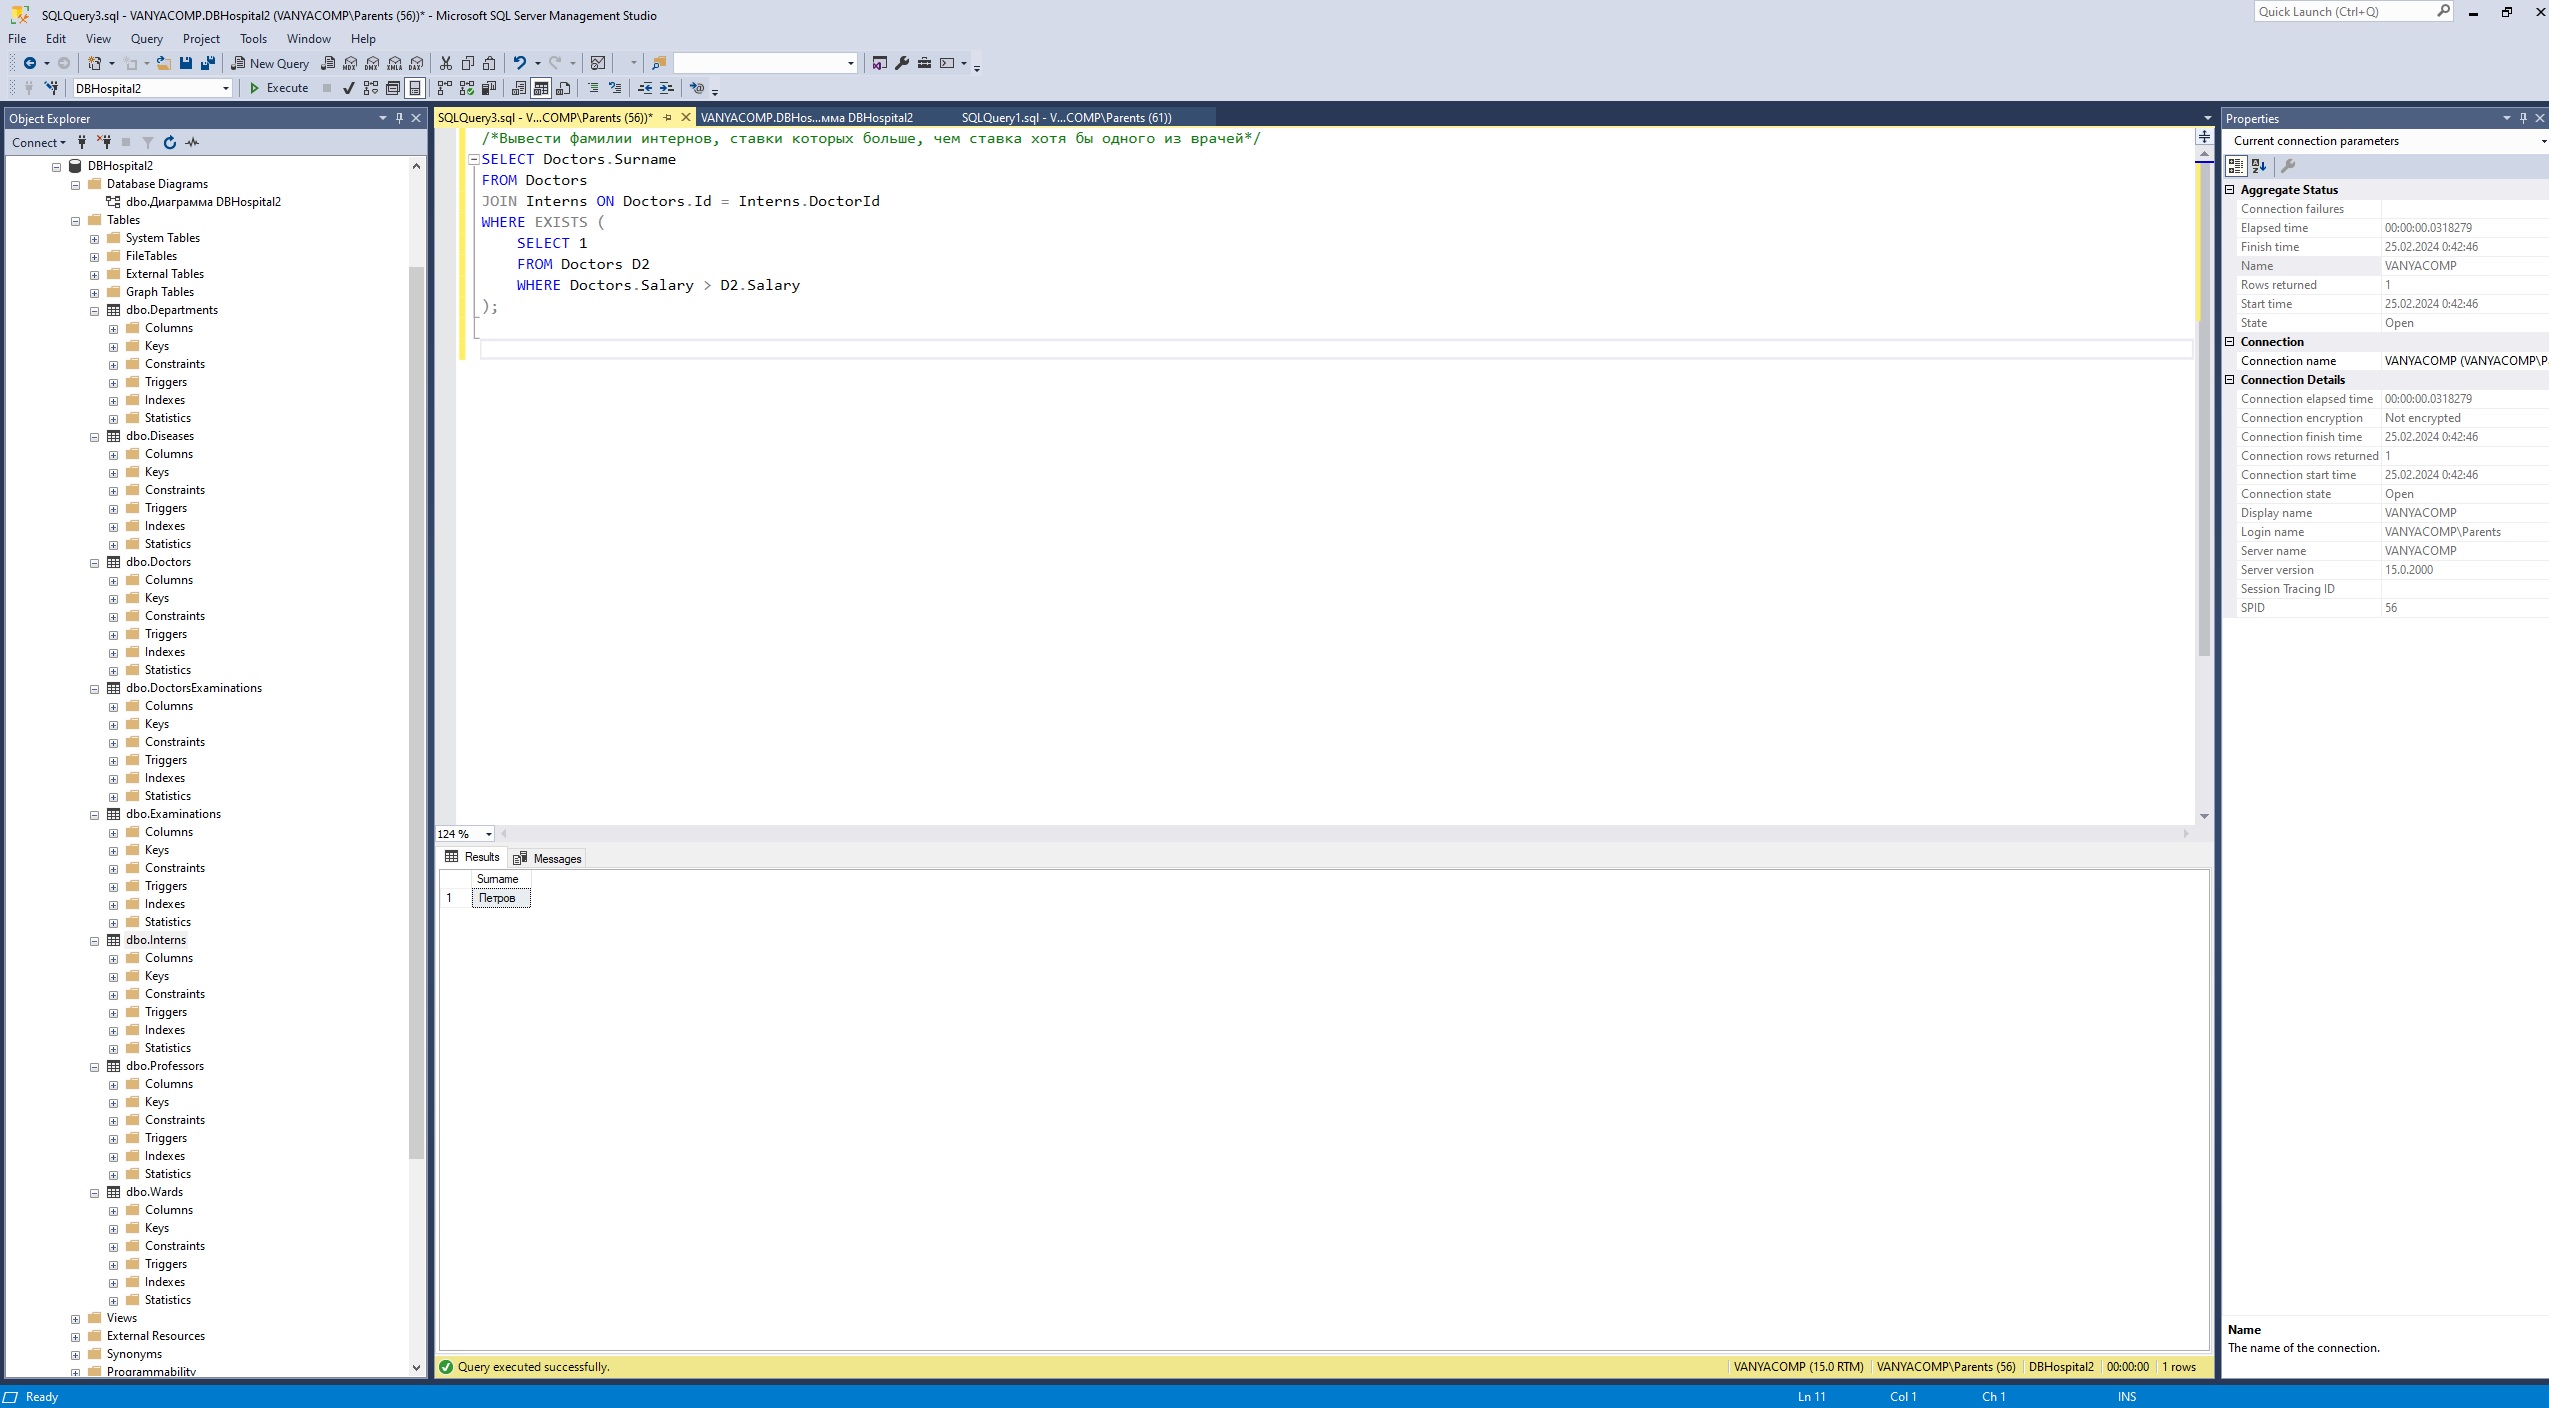 SQLQuery3.sql - VANYACOMP.DBHospital2 (VANYACOMP\Parents (56))* - Microsoft SQL Server Management Studio
Quick Launch (Ctrl+Q)
File Edit View Query Project Tools Window Help
New Query
DBHospital2 Execute
Object Explorer
Connect
DBHospital2
Database Diagrams
dbo.Диаграмма DBHospital2
Tables
System Tables
FileTables
External Tables
Graph Tables
dbo.Departments
Columns
Keys
Constraints
Triggers
Indexes
Statistics
dbo.Diseases
Columns
Keys
Constraints
Triggers
Indexes
Statistics
dbo.Doctors
Columns
Keys
Constraints
Triggers
Indexes
Statistics
dbo.DoctorsExaminations
Columns
Keys
Constraints
Triggers
Indexes
Statistics
dbo.Examinations
Columns
Keys
Constraints
Triggers
Indexes
Statistics
dbo.Interns
Columns
Keys
Constraints
Triggers
Indexes
Statistics
dbo.Professors
Columns
Keys
Constraints
Triggers
Indexes
Statistics
dbo.Wards
Columns
Keys
Constraints
Triggers
Indexes
Statistics
Views
External Resources
Synonyms
Programmability
SQLQuery3.sql - V...COMP\Parents (56))* VANYACOMP.DBHos...мма DBHospital2 SQLQuery1.sql - V...COMP\Parents (61))
/*Вывести фамилии интернов, ставки которых больше, чем ставка хотя бы одного из врачей*/
SELECT Doctors.Surname
FROM Doctors
JOIN Interns ON Doctors.Id = Interns.DoctorId
WHERE EXISTS (
SELECT 1
FROM Doctors D2
WHERE Doctors.Salary > D2.Salary
);
124 %
Results Messages
Surname
1 Петров
Query executed successfully. VANYACOMP (15.0 RTM) VANYACOMP\Parents (56) DBHospital2 00:00:00 1 rows
Properties
Current connection parameters
Aggregate Status
Connection failures
Elapsed time 00:00:00.0318279
Finish time 25.02.2024 0:42:46
Name VANYACOMP
Rows returned 1
Start time 25.02.2024 0:42:46
State Open
Connection
Connection name VANYACOMP (VANYACOMP\P
Connection Details
Connection elapsed time 00:00:00.0318279
Connection encryption Not encrypted
Connection finish time 25.02.2024 0:42:46
Connection rows returned 1
Connection start time 25.02.2024 0:42:46
Connection state Open
Display name VANYACOMP
Login name VANYACOMP\Parents
Server name VANYACOMP
Server version 15.0.2000
Session Tracing ID
SPID 56
Name
The name of the connection.
Ready Ln 11 Col 1 Ch 1 INS